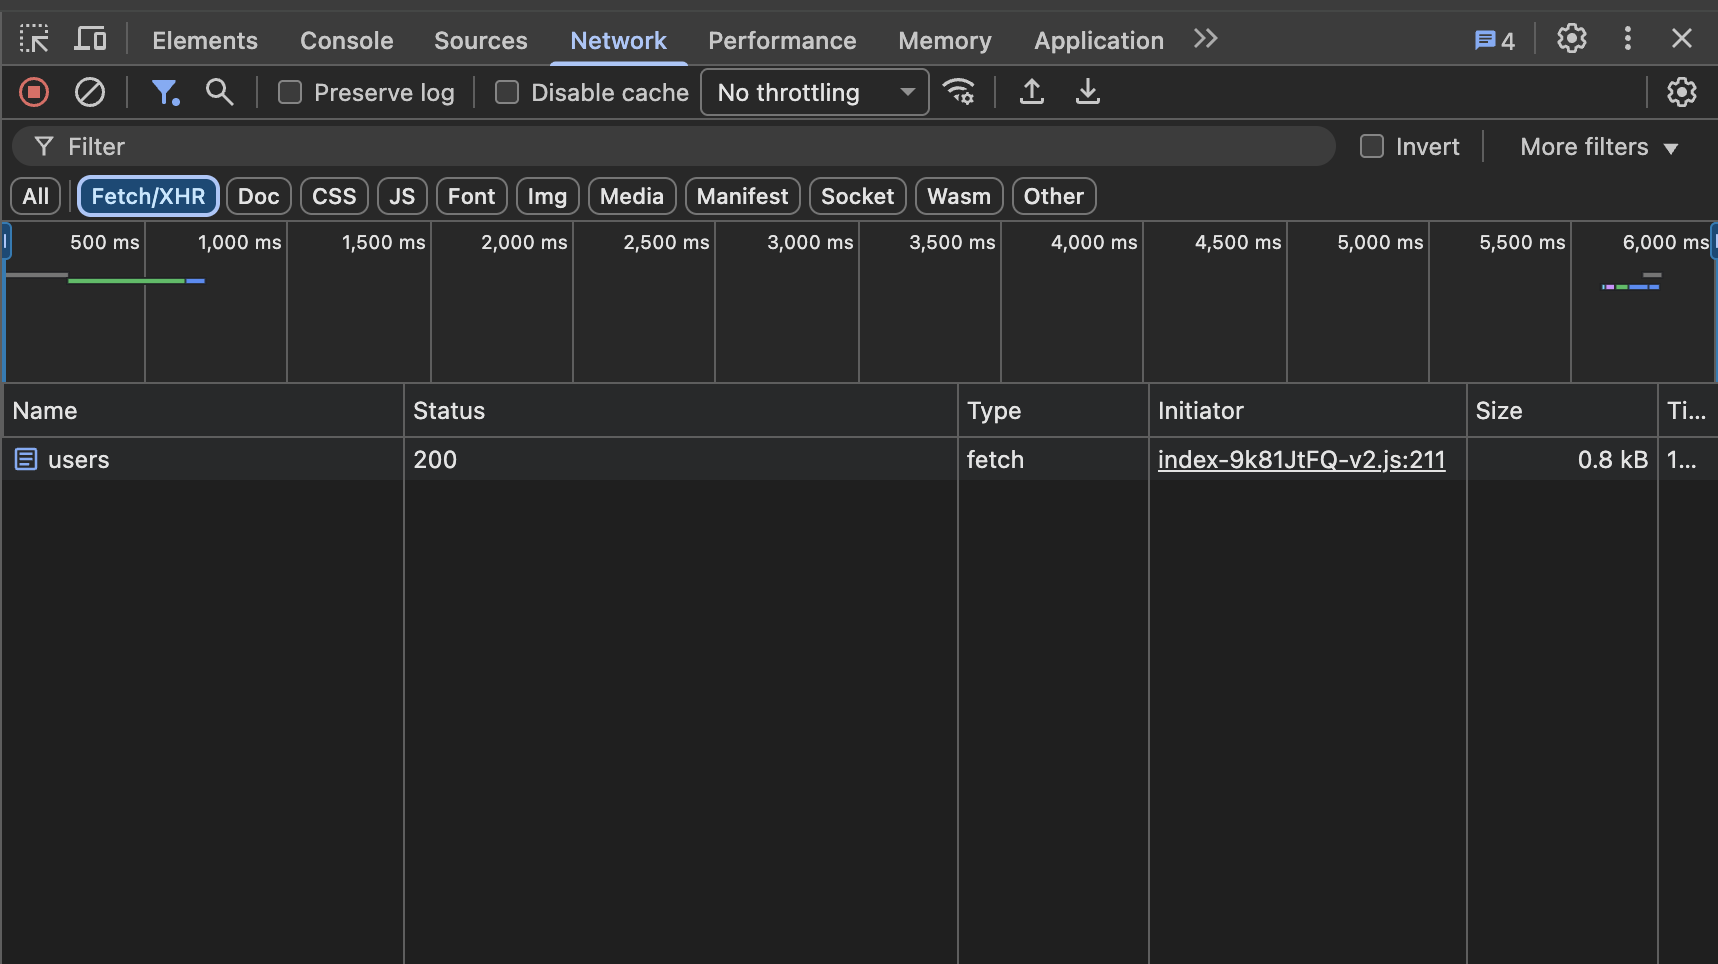 Elements Console Sources Network Performance Memory Application 4
Preserve log Disable cache No throttling
Filter Invert More filters
All Fetch/XHR Doc CSS JS Font Img Media Manifest Socket Wasm Other
500 ms 1,000 ms 1,500 ms 2,000 ms 2,500 ms 3,000 ms 3,500 ms 4,000 ms 4,500 ms 5,000 ms 5,500 ms 6,000 ms
Name Status Type Initiator Size Ti...
users 200 fetch index-9k81JtFQ-v2.js:211 0.8 kB 1...